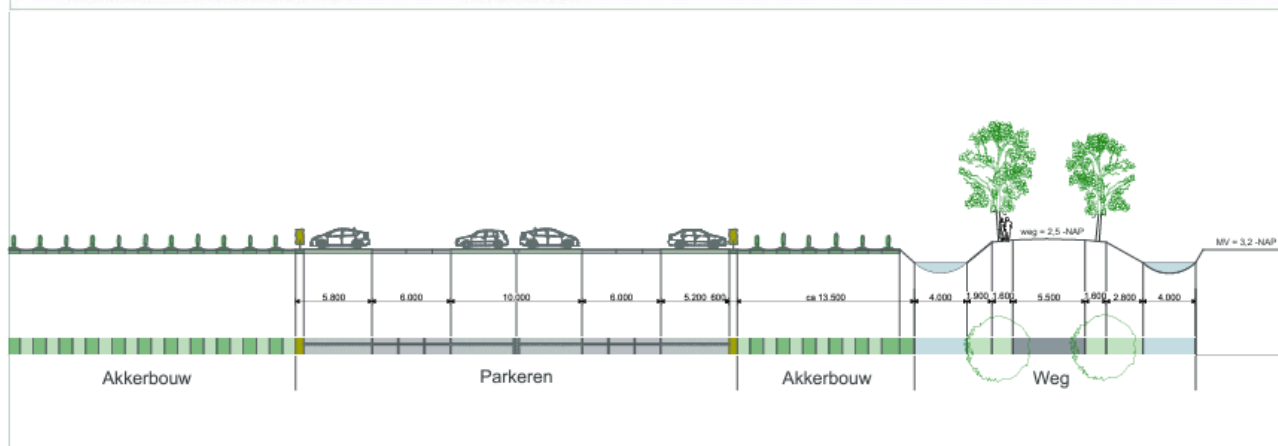 weg = 2,5 -NAP
MV = 3,2 -NAP
5.800 6.000 10.000 6.000 5.200 600 ca 13.500 4.000 1.900 1.600 5.500 1.600 2.800 4.000
Akkerbouw Parkeren Akkerbouw Weg